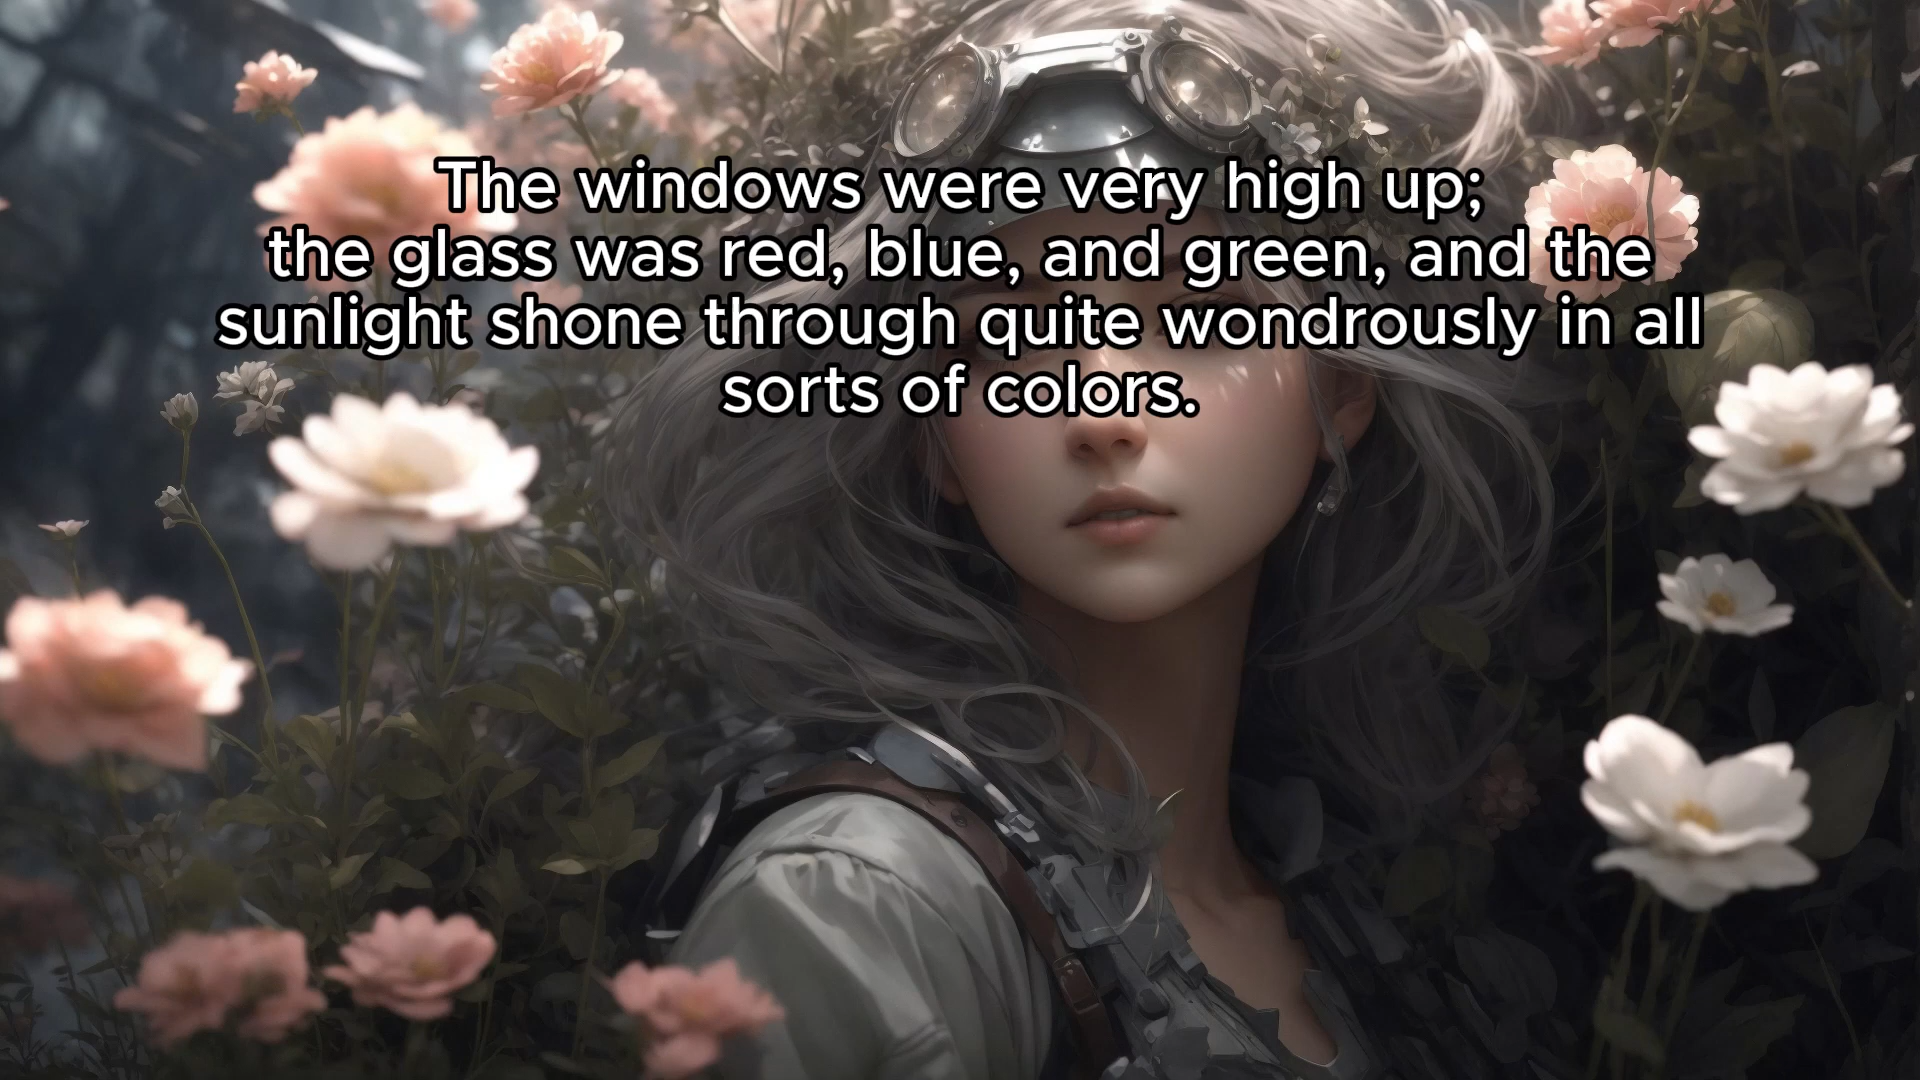 The windows were very high up;
the glass was red, blue, and green, and the
sunlight shone through quite wondrously in all
sorts of colors.